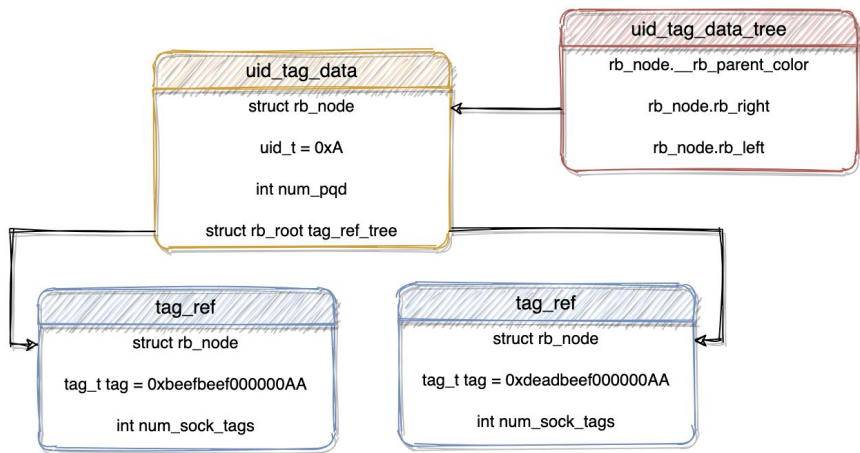 uid_tag_data_tree
rb_node.__rb_parent_color
rb_node.rb_right
rb_node.rb_left
uid_tag_data
struct rb_node
uid_t = 0xA
int num_pqd
struct rb_root tag_ref_tree
tag_ref
struct rb_node
tag_t tag = 0xbeefbeef000000AA
int num_sock_tags
tag_ref
struct rb_node
tag_t tag = 0xdeadbeef000000AA
int num_sock_tags